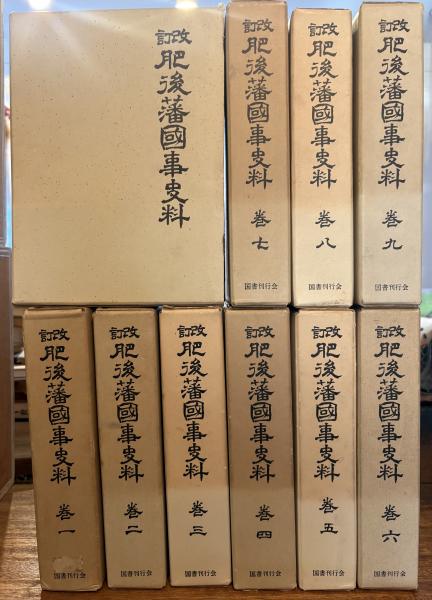 改訂
肥後藩國事史料
改訂
肥後藩國事史料
巻七
国書刊行会
改訂
肥後藩國事史料
巻八
国書刊行会
改訂
肥後藩國事史料
巻九
国書刊行会
改訂
肥後藩國事史料
巻一
国書刊行会
改訂
肥後藩國事史料
巻二
国書刊行会
改訂
肥後藩國事史料
巻三
国書刊行会
改訂
肥後藩國事史料
巻四
国書刊行会
改訂
肥後藩國事史料
巻五
国書刊行会
改訂
肥後藩國事史料
巻六
国書刊行会